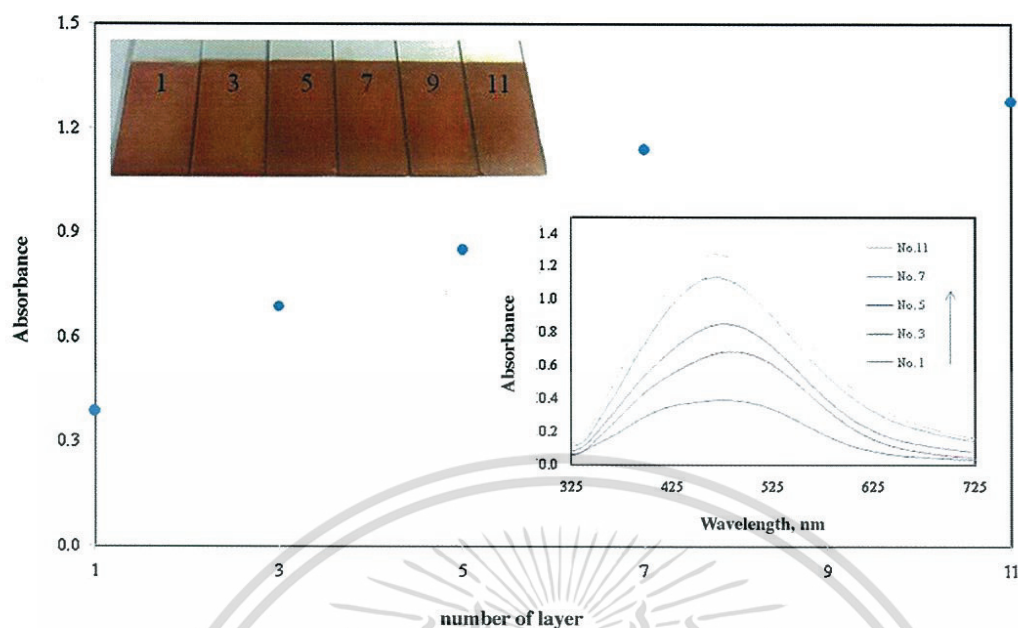 1.5
1.2
0.9
0.6
0.3
0.0
Absorbance
1 3 5 7 9 11
1 3 5 7 9 11
number of layer
1.4
1.2
1.0
0.8
0.6
0.4
0.2
0.0
Absorbance
No.11
No.7
No.5
No.3
No.1
325 425 525 625 725
Wavelength, nm